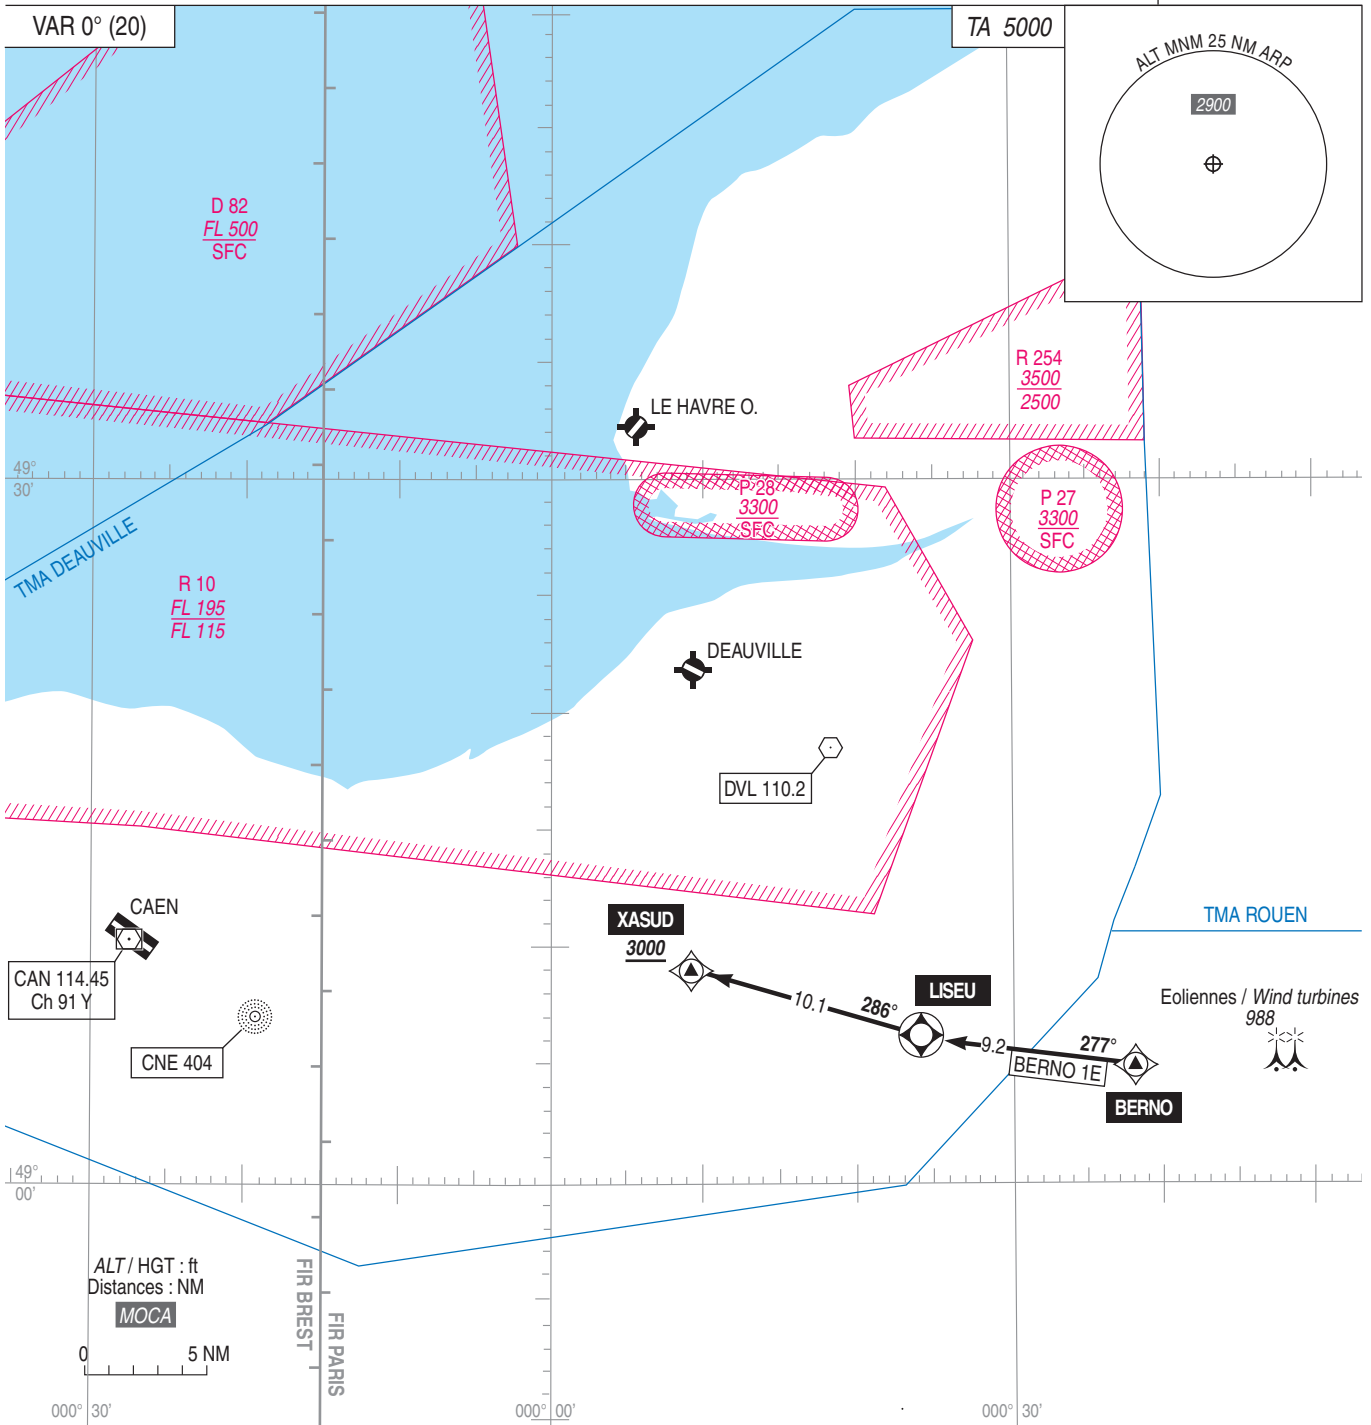 VAR 0° (20)
TA 5000
ALT MNM 25 NM ARP
2900
D 82
FL 500
SFC
R 254
3500
2500
LE HAVRE O.
49°
30'
P 28
3300
SFC
P 27
3300
SFC
TMA DEAUVILLE
R 10
FL 195
FL 115
DEAUVILLE
DVL 110.2
CAEN
CAN 114.45
Ch 91 Y
CNE 404
XASUD
3000
10.1
286°
LISEU
9.2
277°
BERNO 1E
BERNO
TMA ROUEN
Eoliennes / Wind turbines
988
49°
00'
ALT / HGT : ft
Distances : NM
MOCA
0 5 NM
FIR BREST
FIR PARIS
000° 30'
000° 00'
000° 30'